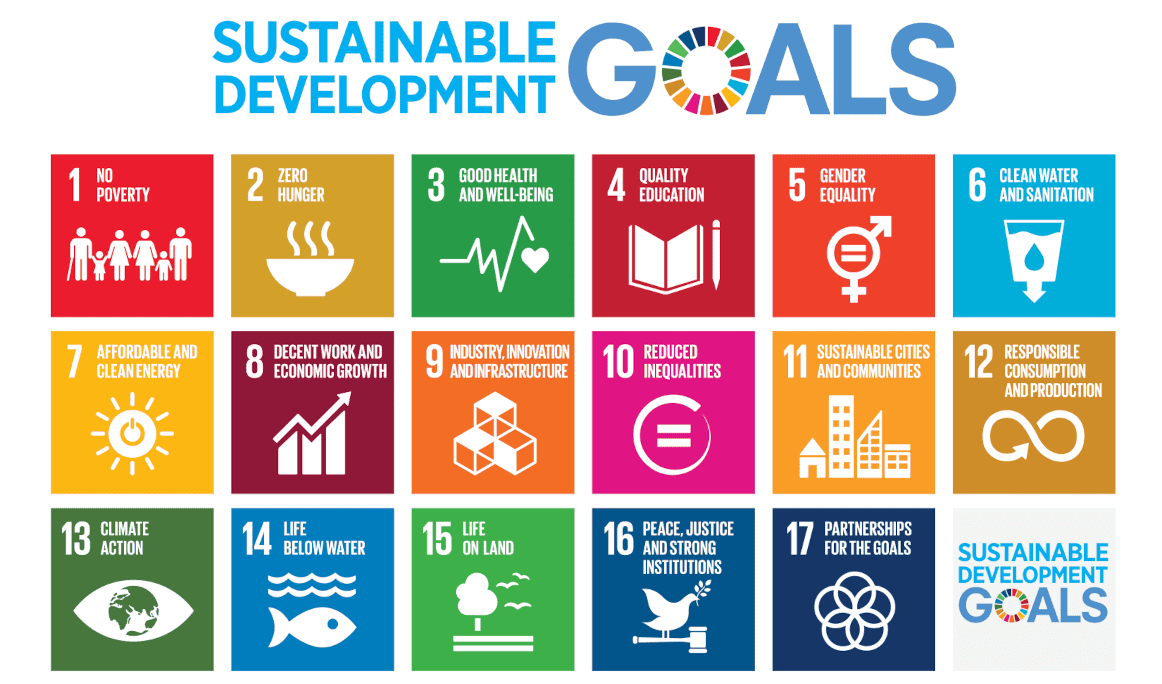 SUSTAINABLE
DEVELOPMENT
GOALS
1 NO
POVERTY
2 ZERO
HUNGER
3 GOOD HEALTH
AND WELL-BEING
4 QUALITY
EDUCATION
5 GENDER
EQUALITY
6 CLEAN WATER
AND SANITATION
7 AFFORDABLE AND
CLEAN ENERGY
8 DECENT WORK AND
ECONOMIC GROWTH
9 INDUSTRY, INNOVATION
AND INFRASTRUCTURE
10 REDUCED
INEQUALITIES
11 SUSTAINABLE CITIES
AND COMMUNITIES
12 RESPONSIBLE
CONSUMPTION
AND PRODUCTION
13 CLIMATE
ACTION
14 LIFE
BELOW WATER
15 LIFE
ON LAND
16 PEACE, JUSTICE
AND STRONG
INSTITUTIONS
17 PARTNERSHIPS
FOR THE GOALS
SUSTAINABLE
DEVELOPMENT
GOALS